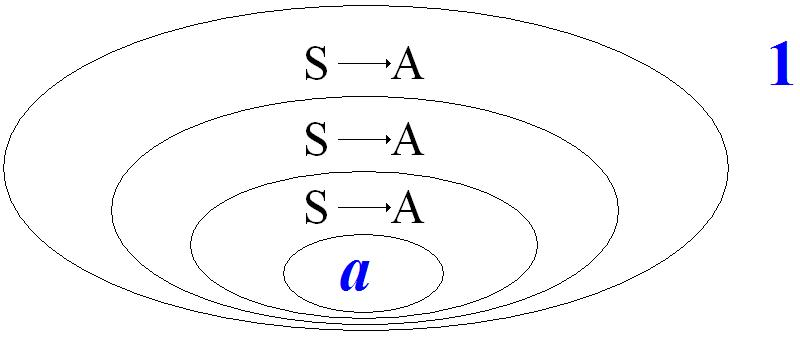 S → A 1
S → A
S → A
a